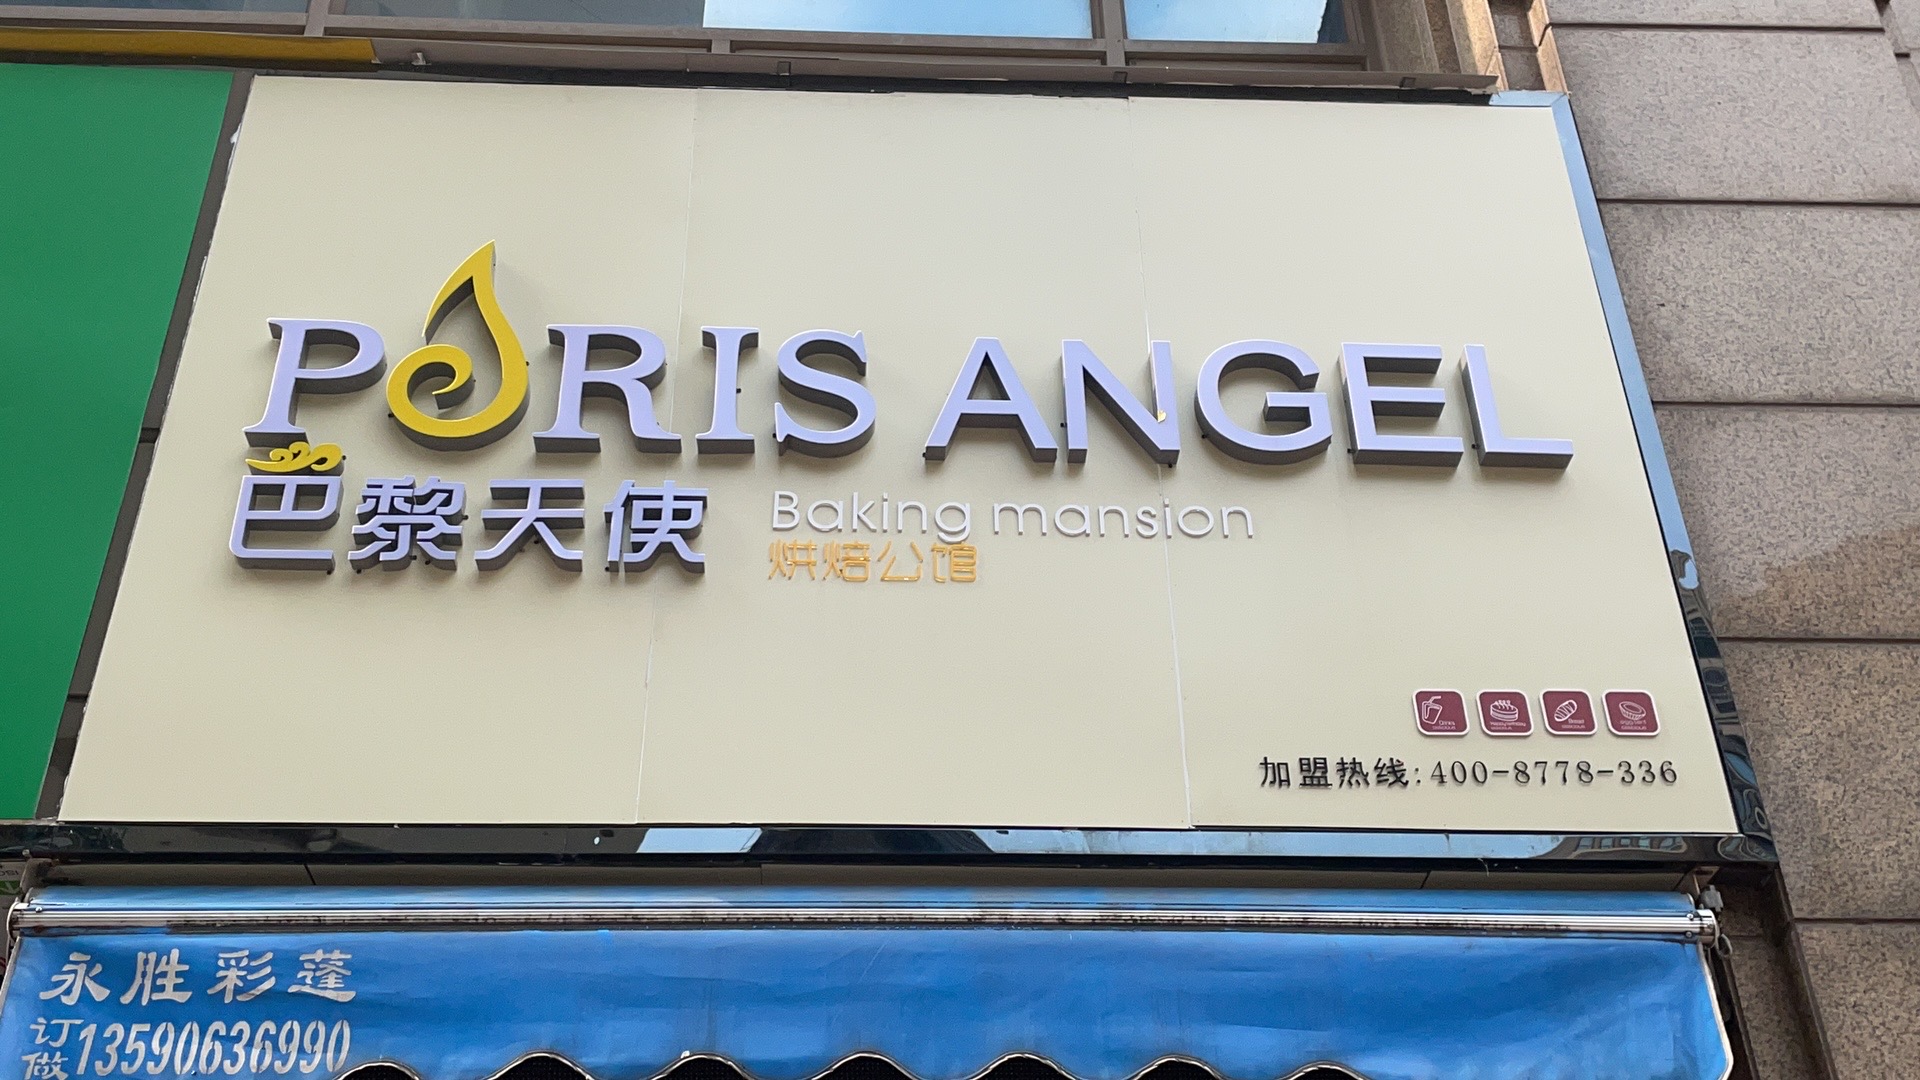 PARIS ANGEL
巴黎天使
Baking mansion
烘焙公馆
加盟热线:400-8778-336
永胜彩蓬
订做13590636990